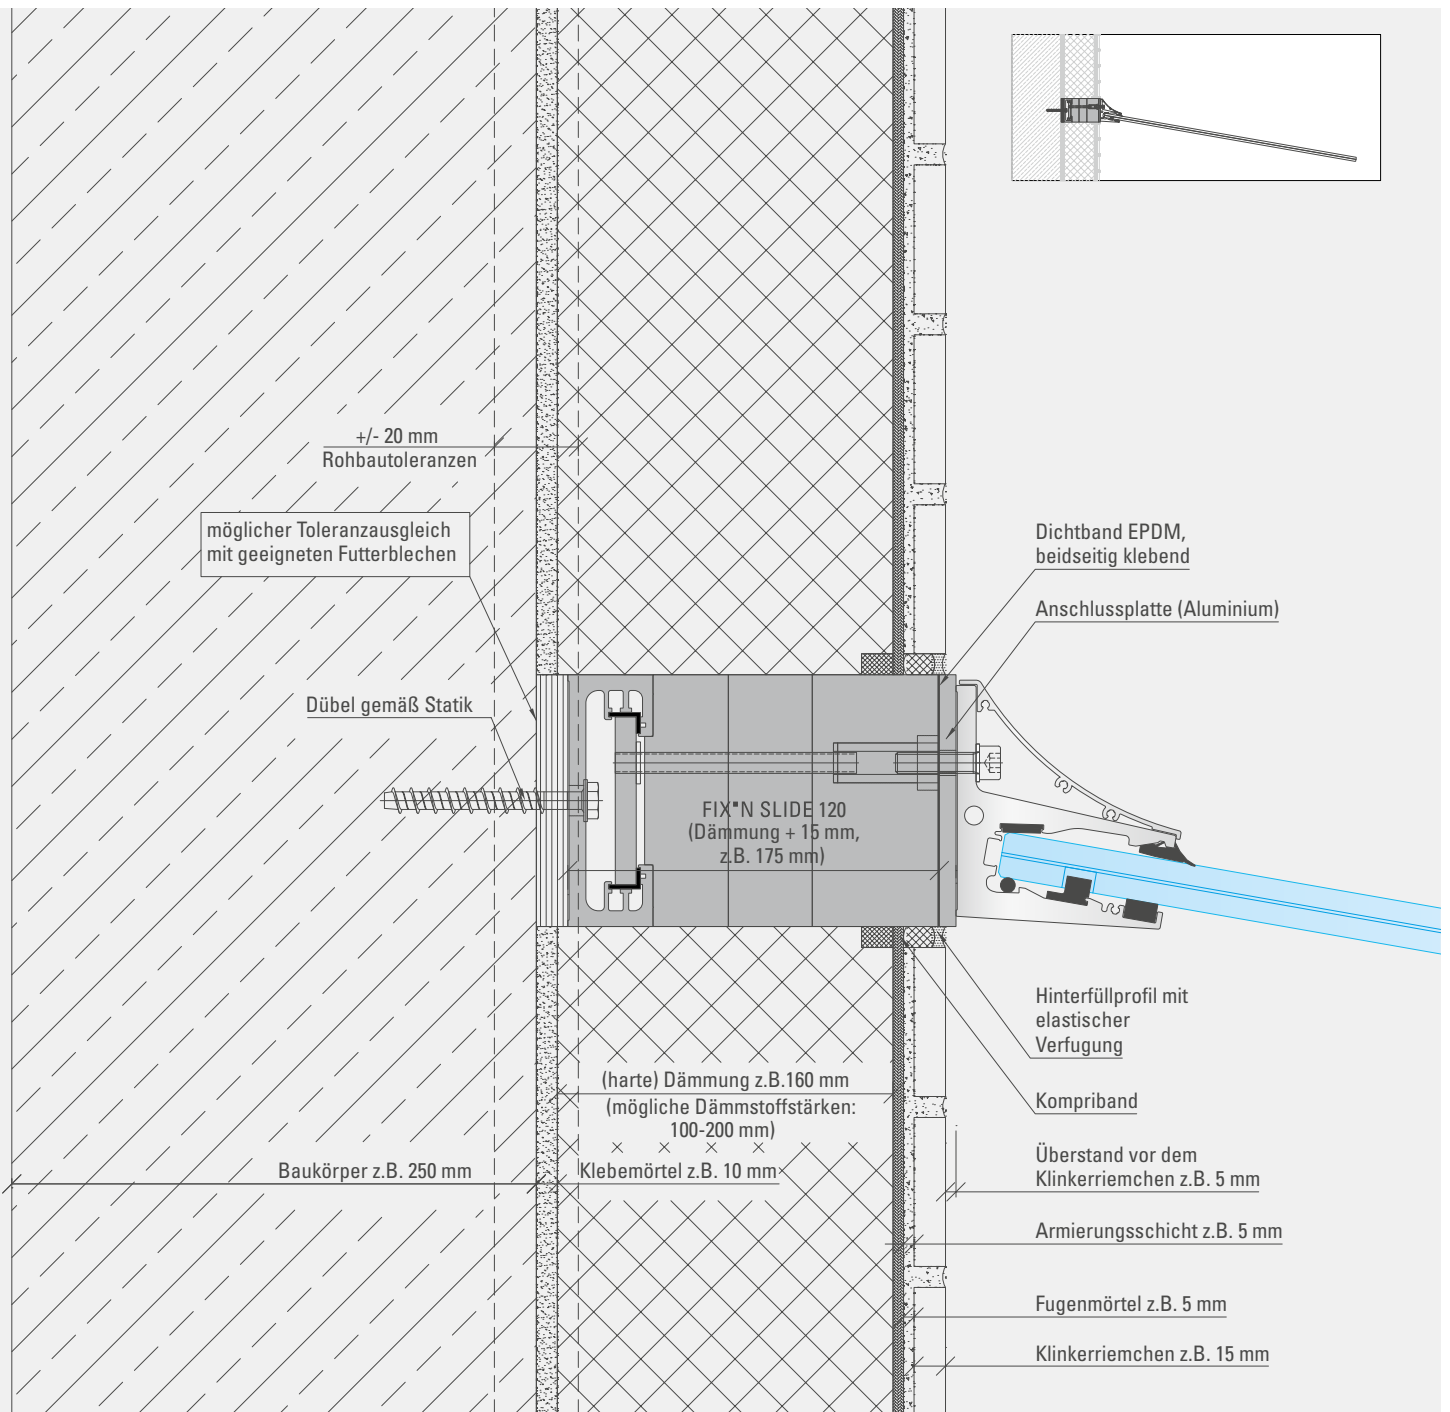 +/- 20 mm
Rohbautoleranzen
möglicher Toleranzausgleich
mit geeigneten Futterblechen
Dichtband EPDM,
beidseitig klebend
Anschlussplatte (Aluminium)
Dübel gemäß Statik
FIX■N SLIDE 120
(Dämmung + 15 mm,
z.B. 175 mm)
Hinterfüllprofil mit
elastischer
Verfugung
(harte) Dämmung z.B.160 mm
(mögliche Dämmstoffstärken:
100-200 mm)
Kompriband
Baukörper z.B. 250 mm
Klebemörtel z.B. 10 mm
Überstand vor dem
Klinkerriemchen z.B. 5 mm
Armierungsschicht z.B. 5 mm
Fugenmörtel z.B. 5 mm
Klinkerriemchen z.B. 15 mm